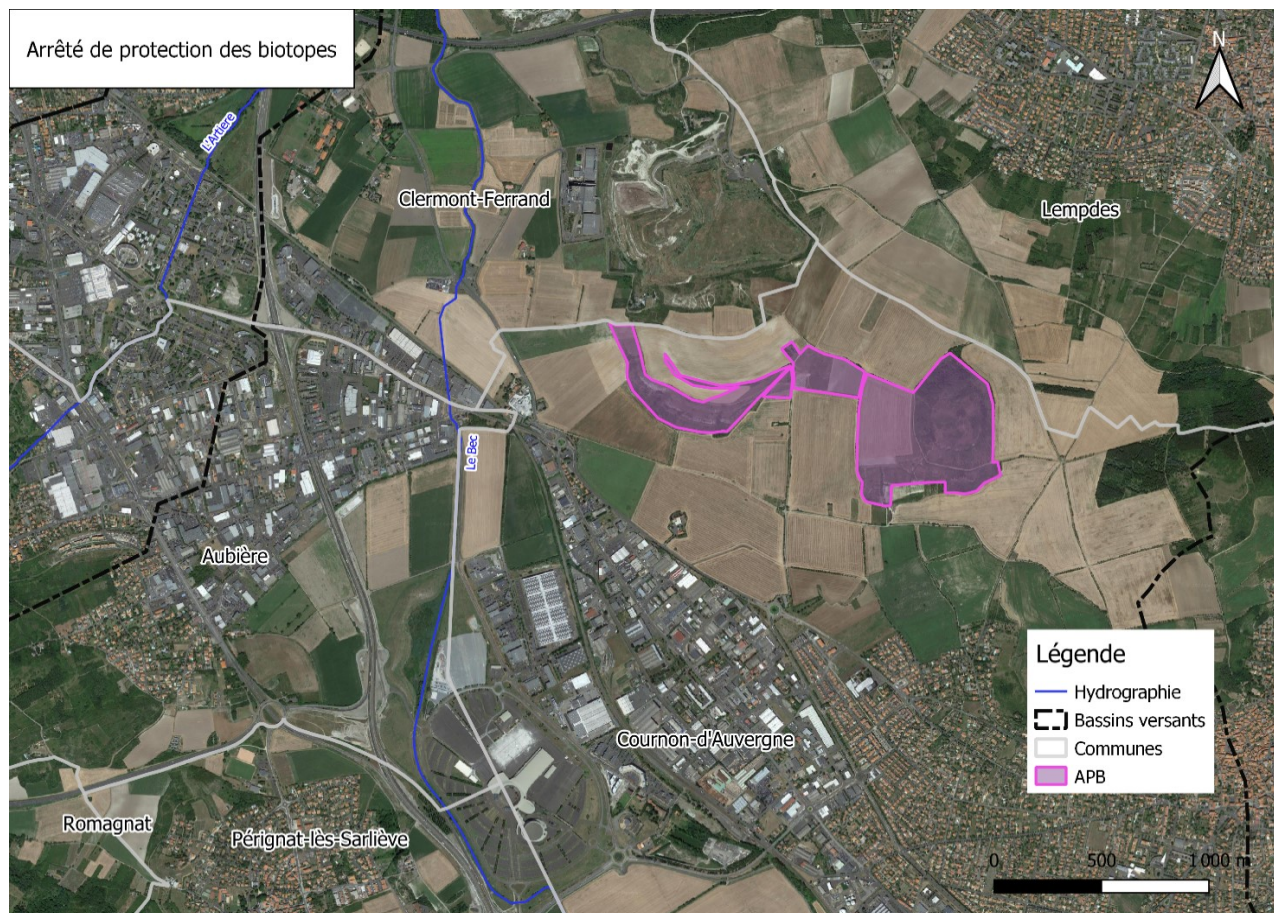 Arrêté de protection des biotopes
N
L'Artiere
Clermont-Ferrand
Lempdes
Le Bec
Aubière
Légende
Hydrographie
Bassins versants
Communes
APB
Cournon-d'Auvergne
Romagnat
Pérignat-lès-Sarliève
0 500 1 000 m